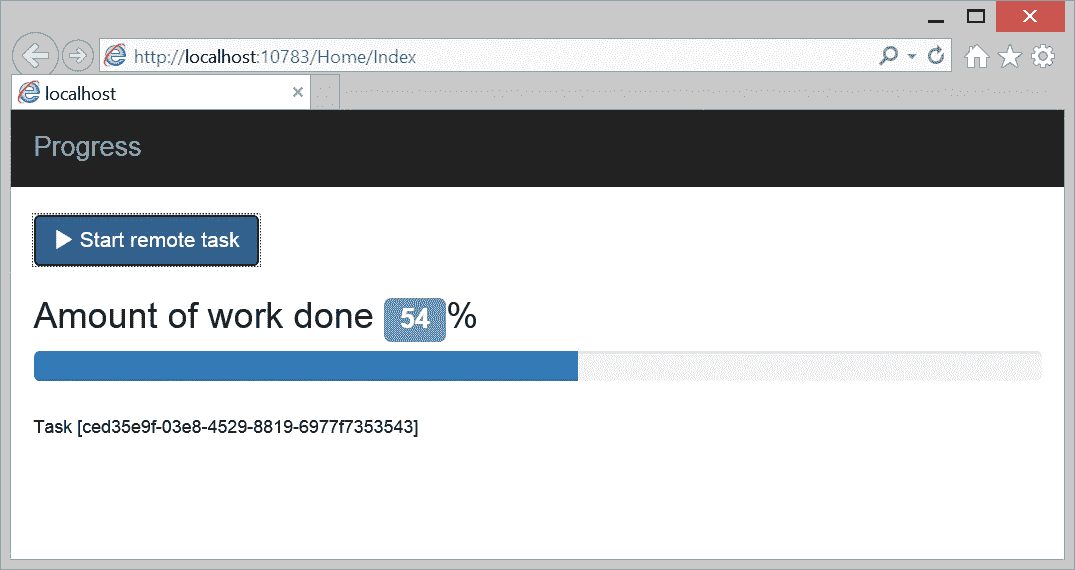 http://localhost:10783/Home/Index
localhost
Progress
Start remote task
Amount of work done 54%
Task [ced35e9f-03e8-4529-8819-6977f7353543]